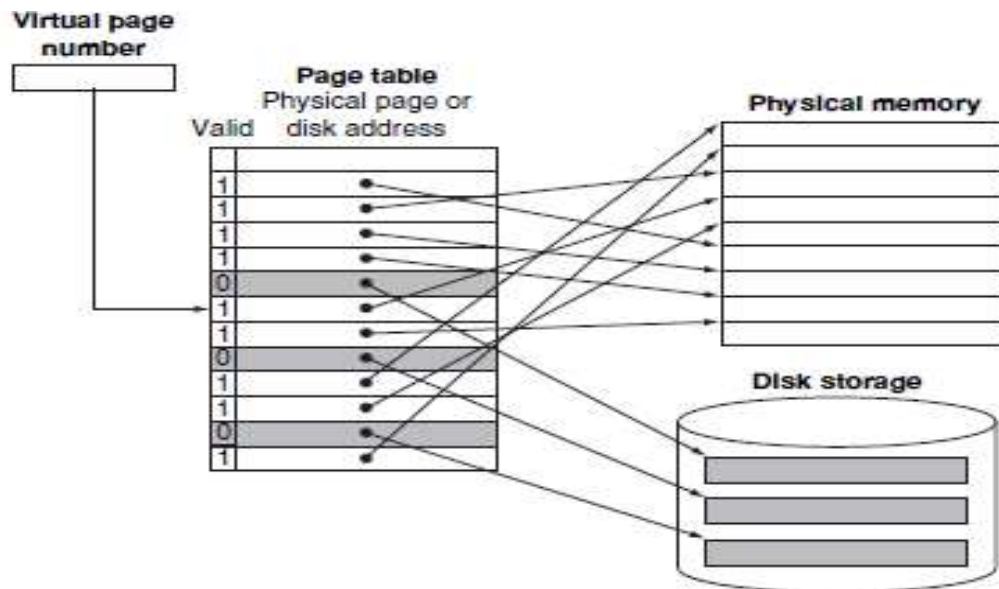 Virtual page
number
Page table
Physical page or
disk address
Valid
Physical memory
1
1
1
1
0
1
1
0
1
1
0
1
Disk storage